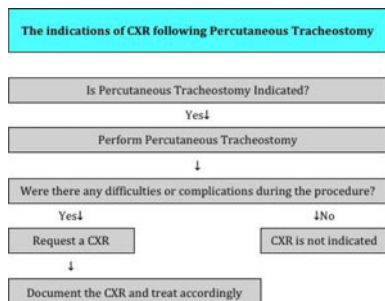 The indications of CXR following Percutaneous Tracheostomy
Is Percutaneous Tracheostomy Indicated?
Yes↓
Perform Percutaneous Tracheostomy
↓
Were there any difficulties or complications during the procedure?
Yes↓ ↓No
Request a CXR CXR is not indicated
↓
Document the CXR and treat accordingly